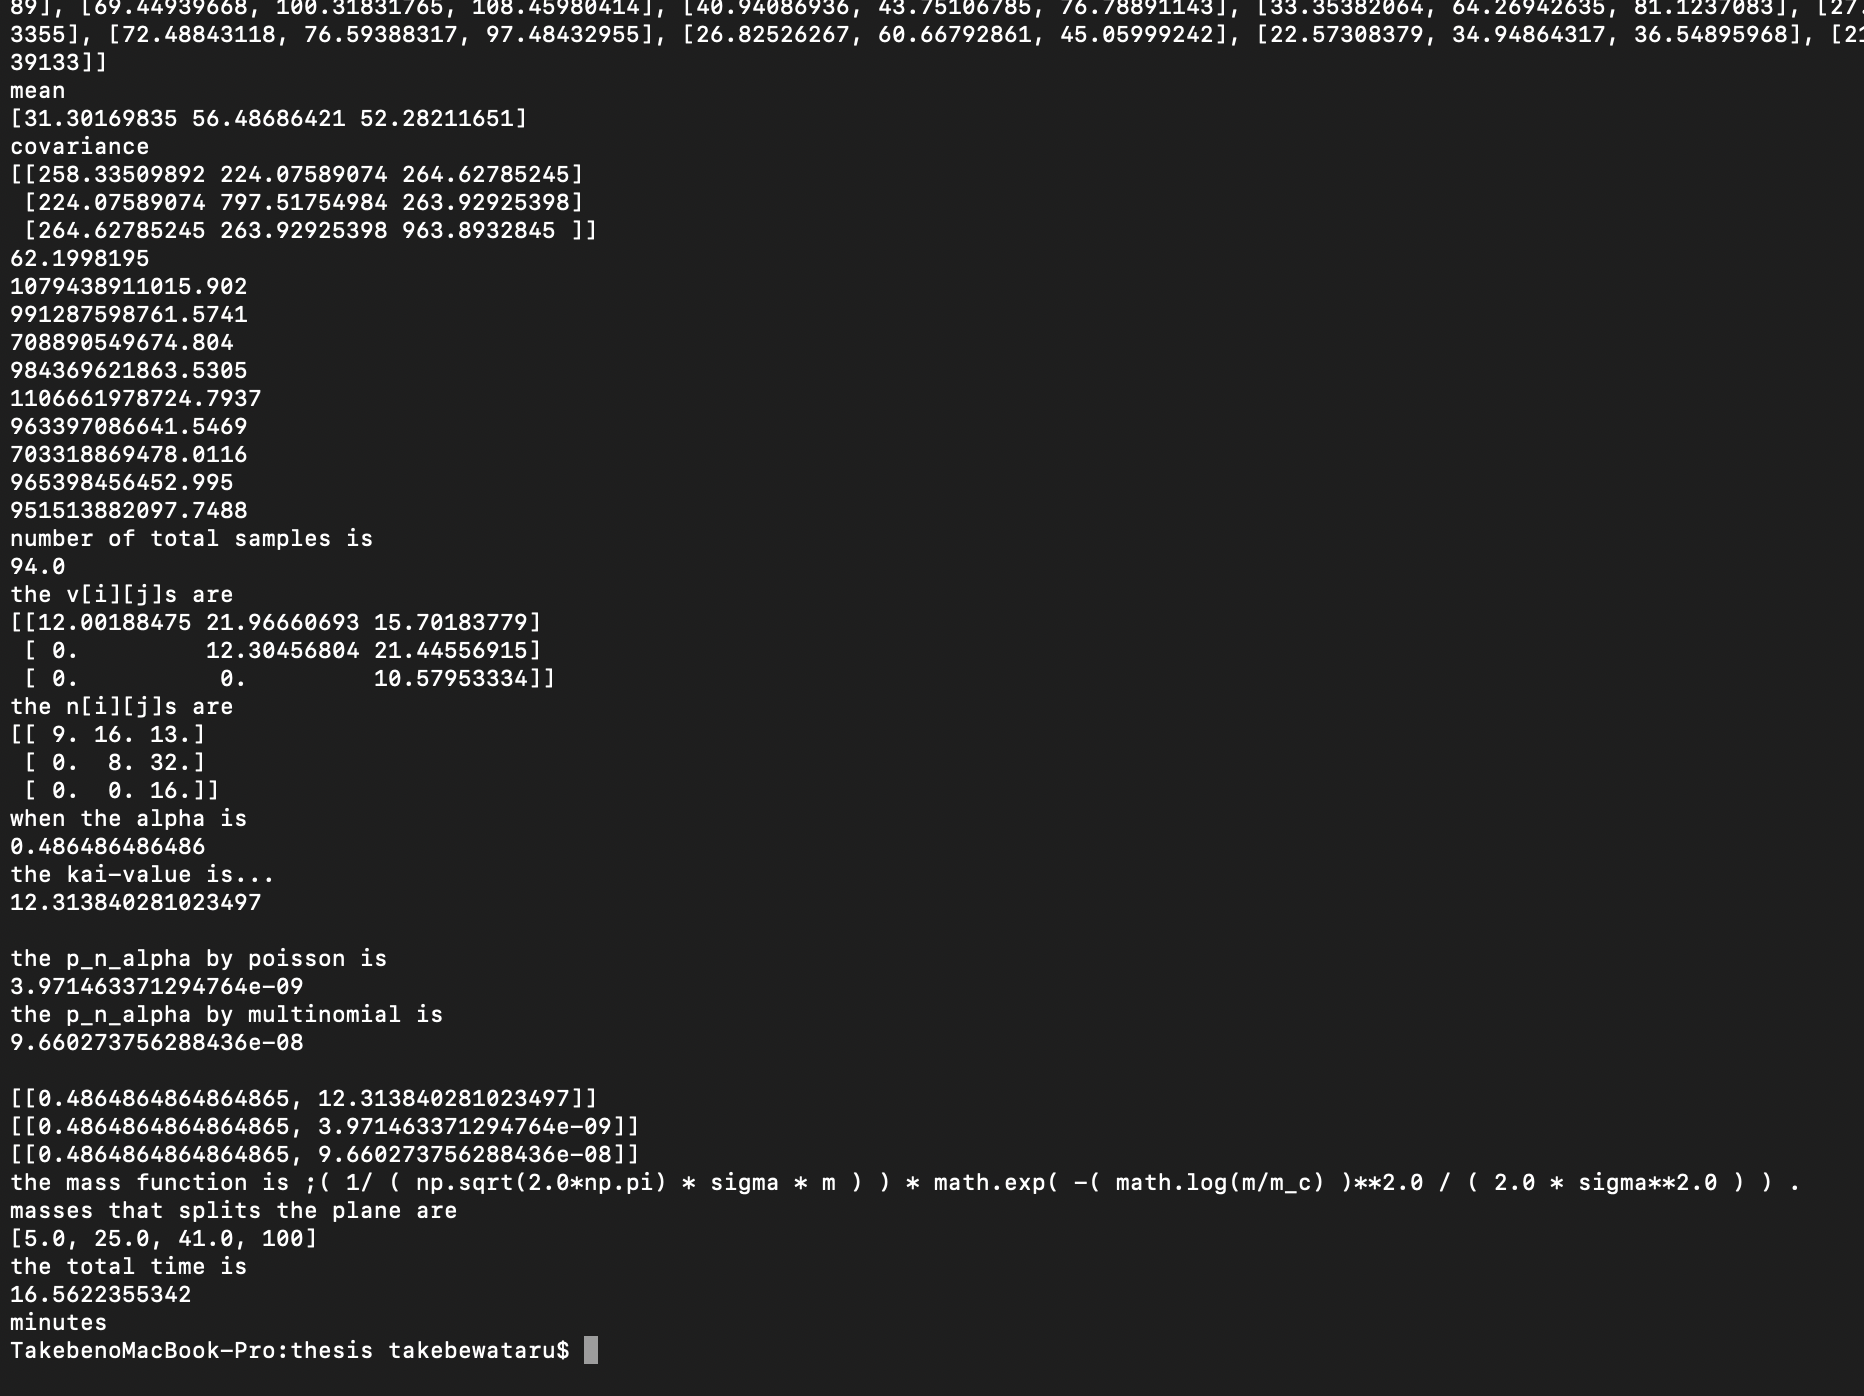 89], [69.44939668, 100.31831765, 108.45980414], [40.94086936, 43.75106785, 76.78891143], [33.35382064, 64.26942635, 81.1237083], [27.
3355], [72.48843118, 76.59388317, 97.48432955], [26.82526267, 60.66792861, 45.05999242], [22.57308379, 34.94864317, 36.54895968], [21
39133]]
mean
[31.30169835 56.48686421 52.28211651]
covariance
[[258.33509892 224.07589074 264.62785245]
 [224.07589074 797.51754984 263.92925398]
 [264.62785245 263.92925398 963.8932845 ]]
62.1998195
1079438911015.902
991287598761.5741
708890549674.804
984369621863.5305
1106661978724.7937
963397086641.5469
703318869478.0116
965398456452.995
951513882097.7488
number of total samples is
94.0
the v[i][j]s are
[[12.00188475 21.96660693 15.70183779]
 [ 0.         12.30456804 21.44556915]
 [ 0.          0.         10.57953334]]
the n[i][j]s are
[[ 9. 16. 13.]
 [ 0.  8. 32.]
 [ 0.  0. 16.]]
when the alpha is
0.486486486486
the kai-value is...
12.313840281023497

the p_n_alpha by poisson is
3.971463371294764e-09
the p_n_alpha by multinomial is
9.660273756288436e-08

[[0.4864864864864865, 12.313840281023497]]
[[0.4864864864864865, 3.971463371294764e-09]]
[[0.4864864864864865, 9.660273756288436e-08]]
the mass function is ;( 1/ ( np.sqrt(2.0*np.pi) * sigma * m ) ) * math.exp( -( math.log(m/m_c) )**2.0 / ( 2.0 * sigma**2.0 ) ) .
masses that splits the plane are
[5.0, 25.0, 41.0, 100]
the total time is
16.5622355342
minutes
TakebenoMacBook-Pro:thesis takebewataru$